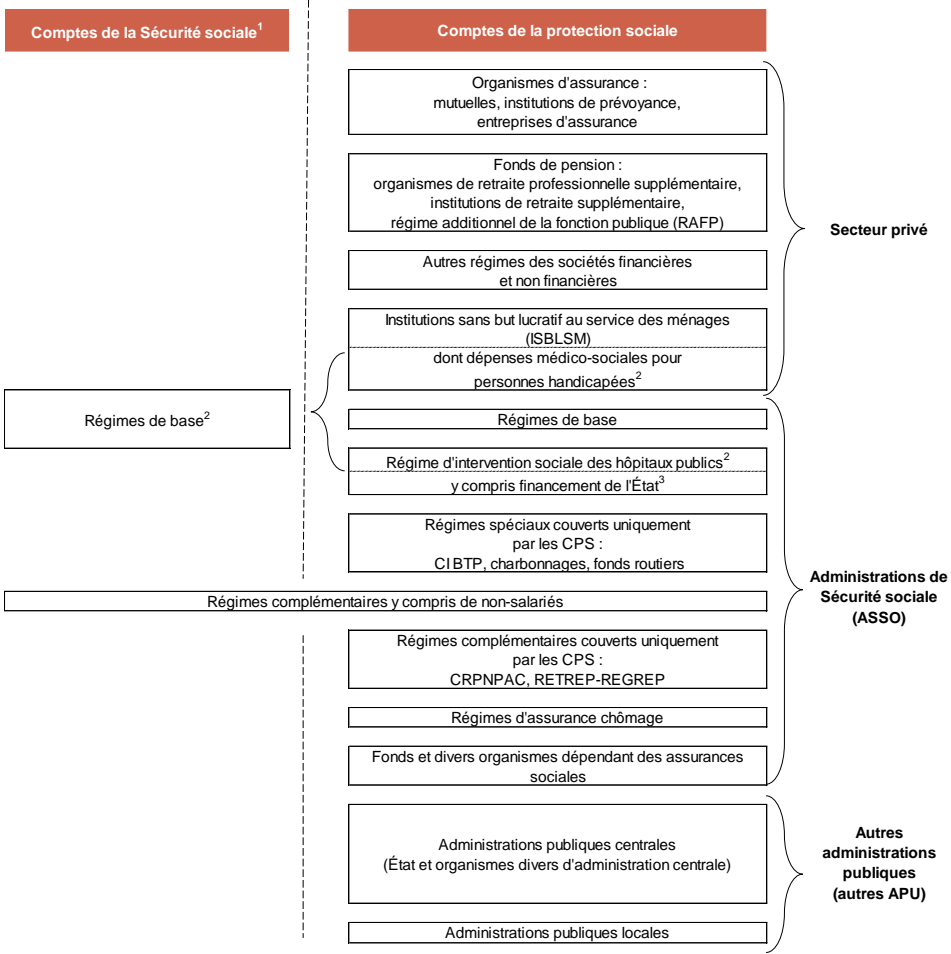 Comptes de la Sécurité sociale¹
Comptes de la protection sociale
Organismes d'assurance :
mutuelles, institutions de prévoyance,
entreprises d'assurance
Fonds de pension :
organismes de retraite professionnelle supplémentaire,
institutions de retraite supplémentaire,
régime additionnel de la fonction publique (RAFP)
Secteur privé
Autres régimes des sociétés financières
et non financières
Institutions sans but lucratif au service des ménages
(ISBLSM)
dont dépenses médico-sociales pour
personnes handicapées²
Régimes de base²
Régimes de base
Régime d'intervention sociale des hôpitaux publics²
y compris financement de l'État³
Régimes spéciaux couverts uniquement
par les CPS :
CIBTP, charbonnages, fonds routiers
Administrations de
Sécurité sociale
(ASSO)
Régimes complémentaires y compris de non-salariés
Régimes complémentaires couverts uniquement
par les CPS :
CRPNPAC, RETREP-REGREP
Régimes d'assurance chômage
Fonds et divers organismes dépendant des assurances
sociales
Administrations publiques centrales
(État et organismes divers d'administration centrale)
Autres
administrations
publiques
(autres APU)
Administrations publiques locales